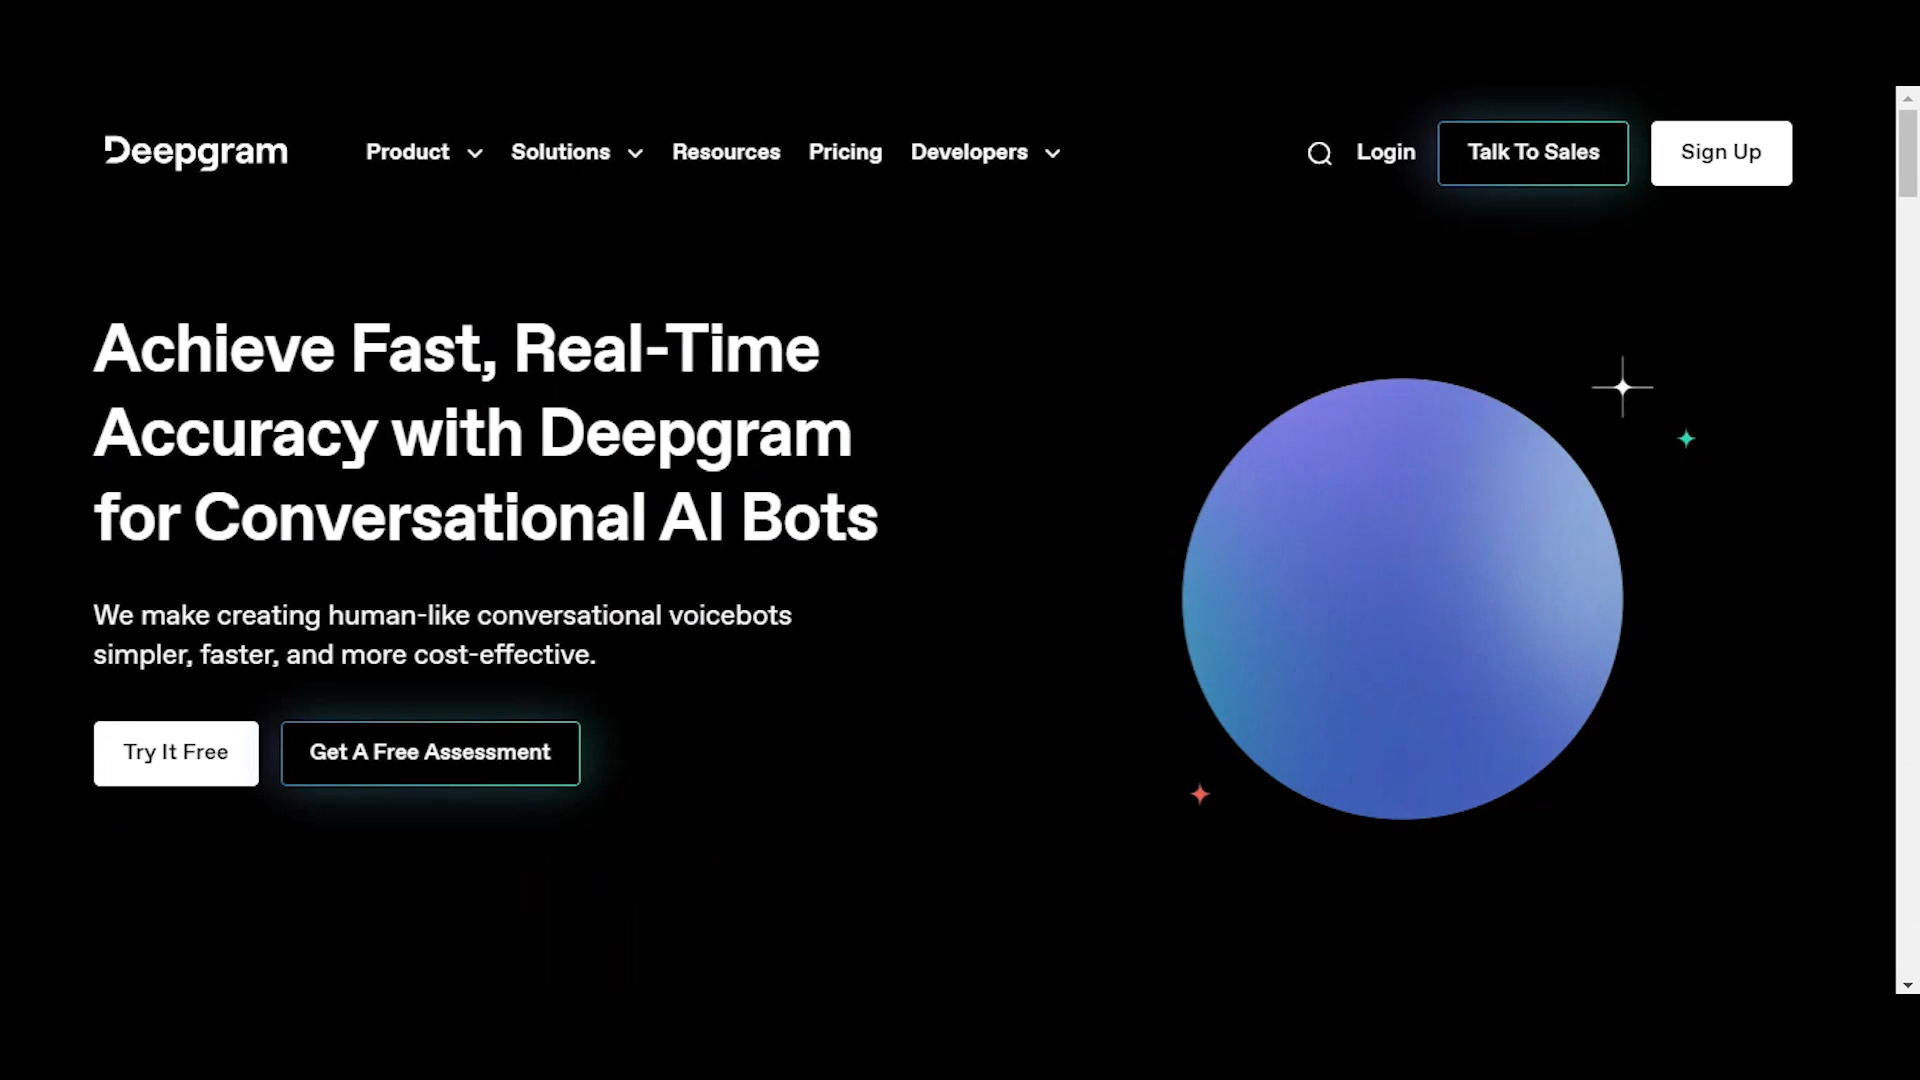 Deepgram
Product
Solutions
Resources
Pricing
Developers
Login
Talk To Sales
Sign Up
Achieve Fast, Real-Time
Accuracy with Deepgram
for Conversational AI Bots
We make creating human-like conversational voicebots
simpler, faster, and more cost-effective.
Try It Free
Get A Free Assessment